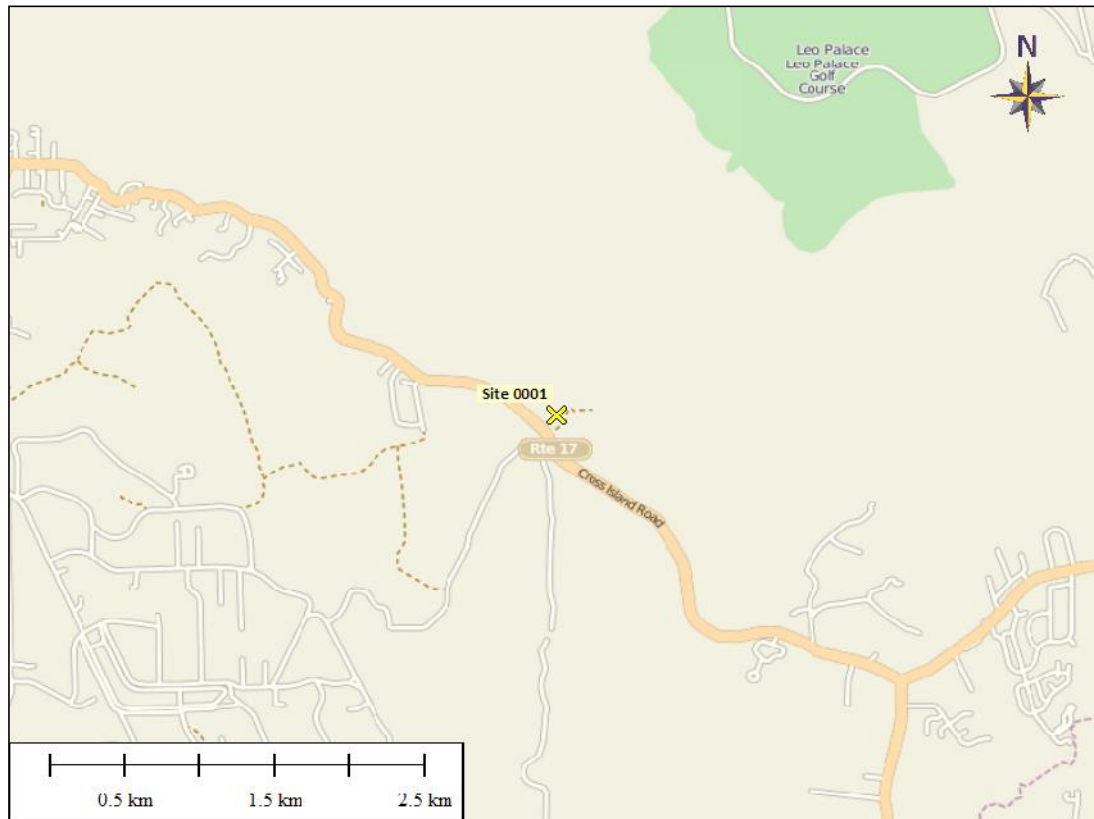 Leo Palace
Leo Palace
Golf
Course
N
Site 0001
Rte 17
Cross Island Road
0.5 km
1.5 km
2.5 km